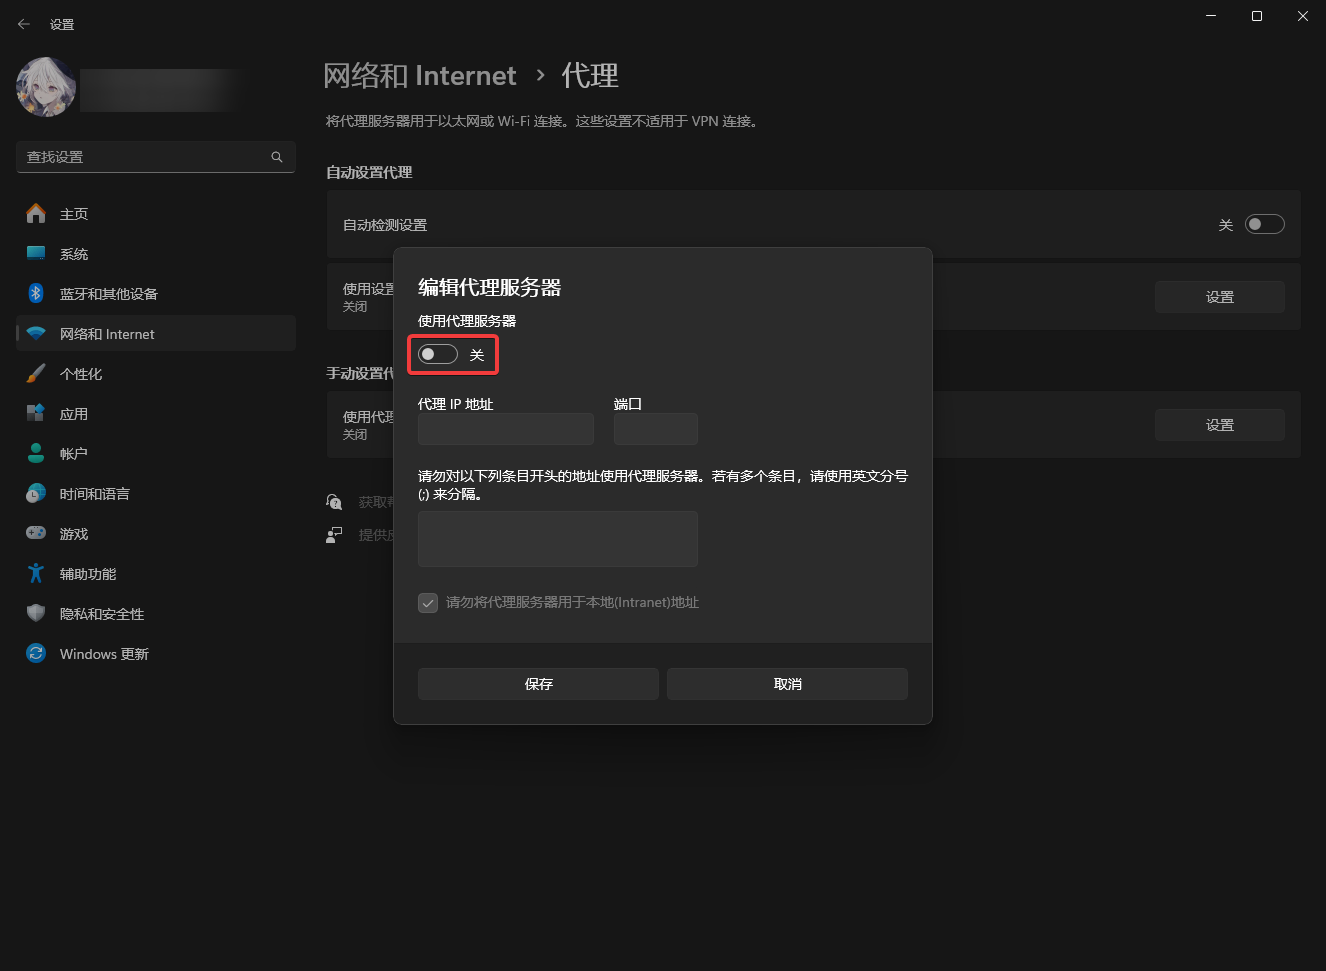 设置
网络和 Internet › 代理
将代理服务器用于以太网或 Wi-Fi 连接。这些设置不适用于 VPN 连接。
查找设置
自动设置代理
主页
自动检测设置
关
系统
蓝牙和其他设备
使用设置
关闭
设置
网络和 Internet
个性化
手动设置代
应用
使用代理
关闭
设置
帐户
时间和语言
获取帮
游戏
提供反
辅助功能
隐私和安全性
Windows 更新
编辑代理服务器
使用代理服务器
关
代理 IP 地址
端口
请勿对以下列条目开头的地址使用代理服务器。若有多个条目，请使用英文分号
(;) 来分隔。
请勿将代理服务器用于本地(Intranet)地址
保存
取消